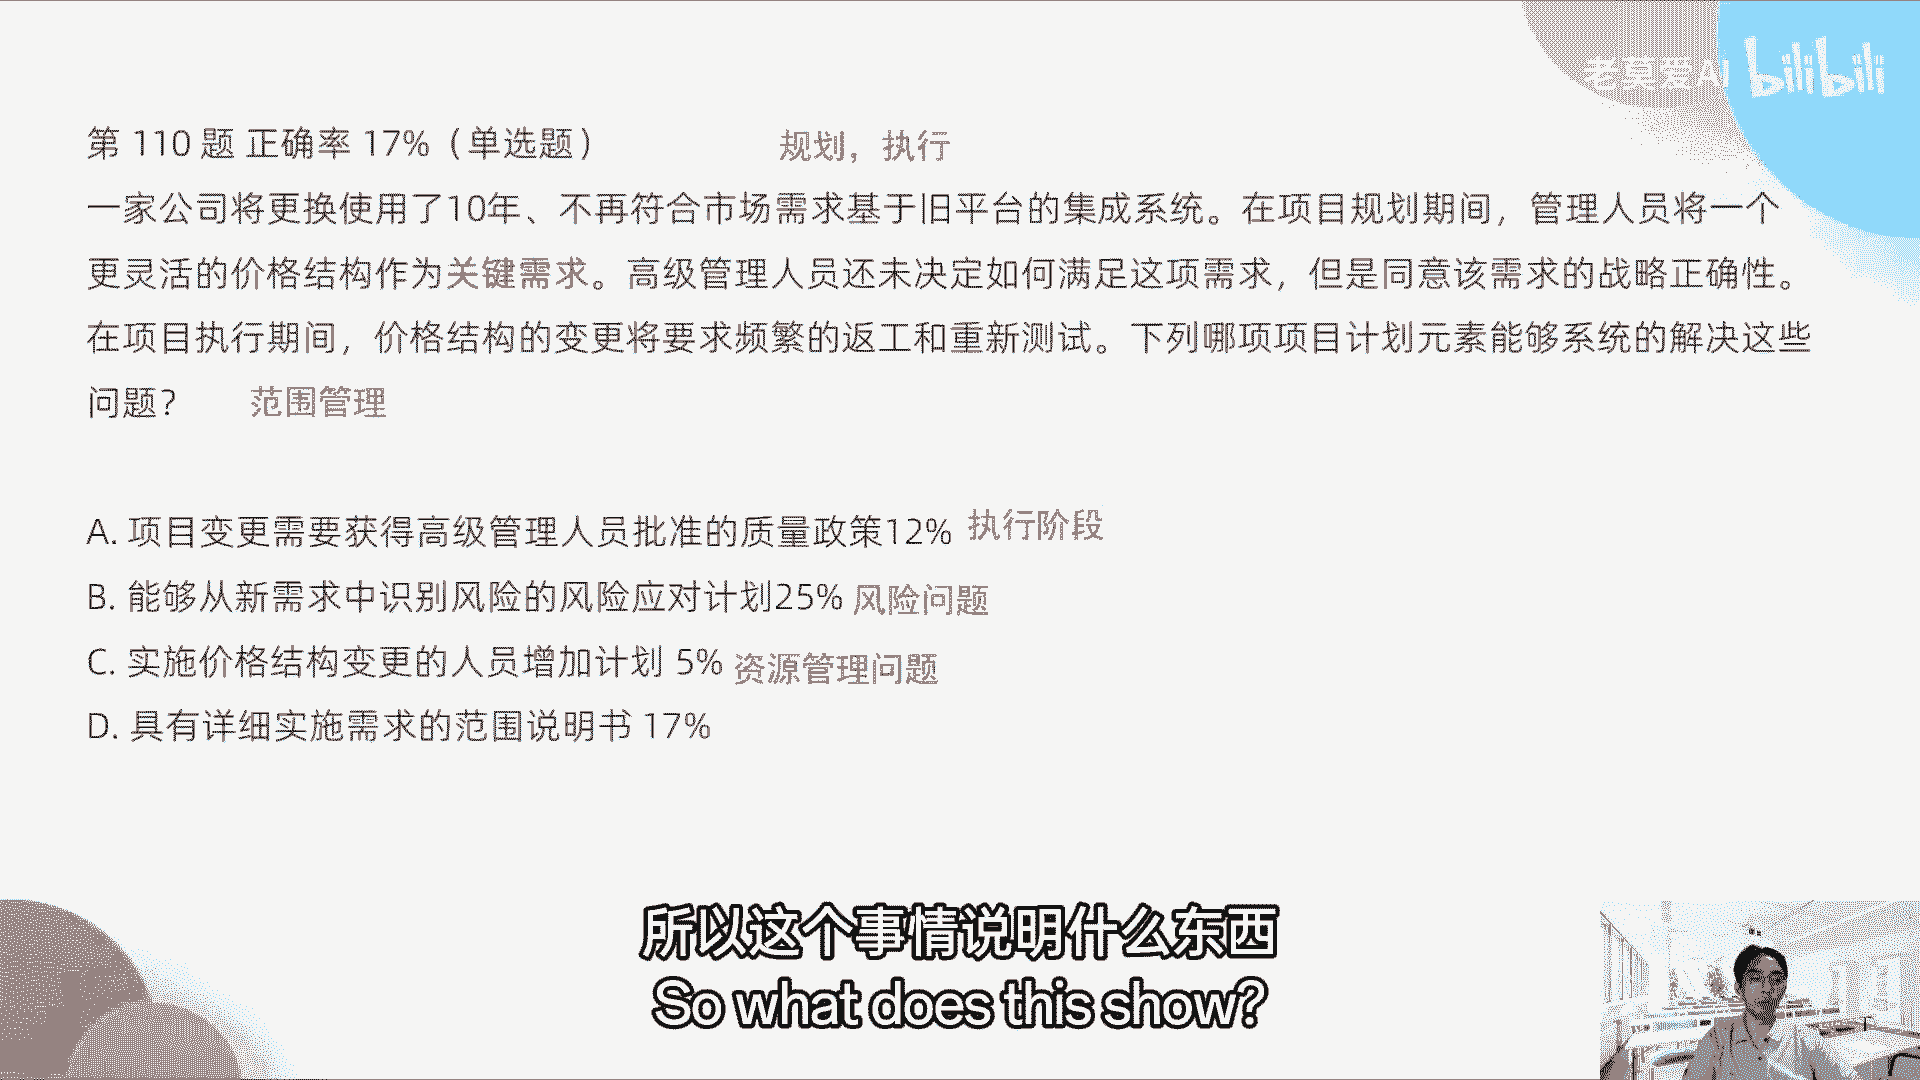 老莫爱AI bilibili
第 110 题 正确率 17%（单选题） 规划，执行
一家公司将更换使用了10年、不再符合市场需求基于旧平台的集成系统。在项目规划期间，管理人员将一个
更灵活的价格结构作为关键需求。高级管理人员还未决定如何满足这项需求，但是同意该需求的战略正确性。
在项目执行期间，价格结构的变更将要求频繁的返工和重新测试。下列哪项项目计划元素能够系统的解决这些
问题？ 范围管理
A. 项目变更需要获得高级管理人员批准的质量政策12% 执行阶段
B. 能够从新需求中识别风险的风险应对计划25% 风险问题
C. 实施价格结构变更的人员增加计划 5% 资源管理问题
D. 具有详细实施需求的范围说明书 17%
所以这个事情说明什么东西
So what does this show?